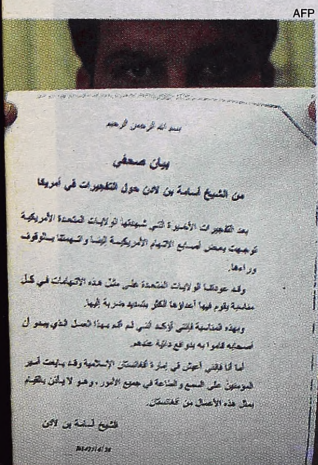 AFP
بسم الله الرحمن الرحيم
بيان صحفي
من الشيخ أسامة بن لادن حول التفجيرات في أمريكا
بعد التفجيرات الأخيرة التي شهدتها الولايات المتحدة الأمريكية
توجهت بعض أصابع الاتهام الأمريكية إلينا واتهمتنا بالوقوف
وراءها.
وقد عودتنا الولايات المتحدة على مثل هذه الاتهامات في كل
مناسبة يقوم فيها أعداؤها الكثر بتسديد ضربة إليها.
وبهذه المناسبة فإنني أؤكد أنني لم أقم بهذا العمل الذي يبدو أن
أصحابه قاموا به بدوافع ذاتية عندهم.
أما أنا فإنني أعيش في إمارة أفغانستان الإسلامية وقد بايعت أمير
المؤمنين على السمع والطاعة في جميع الأمور، وهو لا يأذن بالقيام
بمثل هذه الأعمال من أفغانستان.
الشيخ أسامة بن لادن